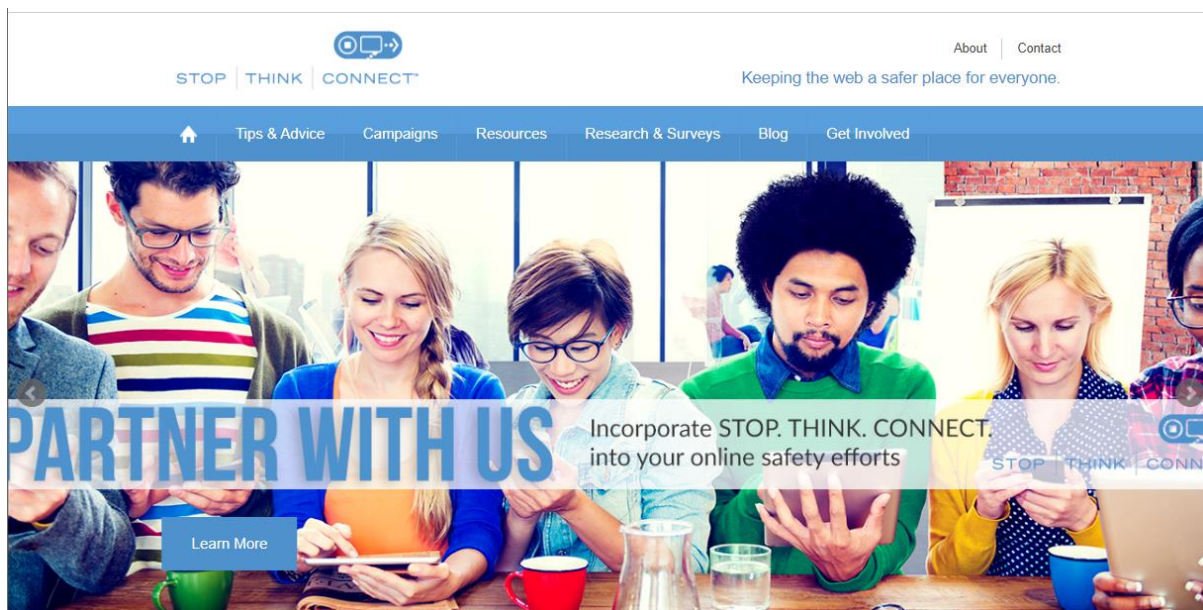 STOP THINK CONNECT™
About Contact
Keeping the web a safer place for everyone.
Tips & Advice Campaigns Resources Research & Surveys Blog Get Involved
PARTNER WITH US
Incorporate STOP. THINK. CONNECT.
into your online safety efforts
STOP THINK CONN
Learn More